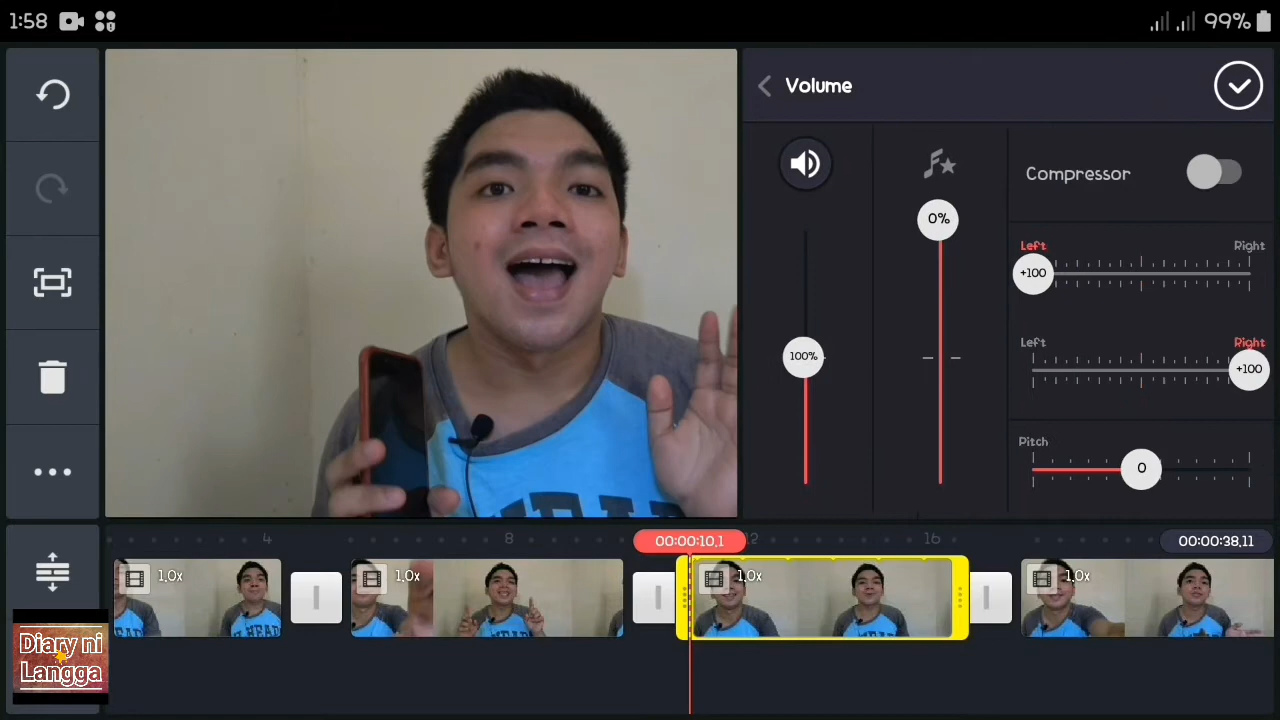 1:58
99%
Volume
0%
Compressor
Left
Right
+100
100%
Left
Right
+100
Pitch
0
4
8
00:00:10.1
12
16
00:00:38.11
1.0x
1.0x
1.0x
1.0x
Diary ni
Langga